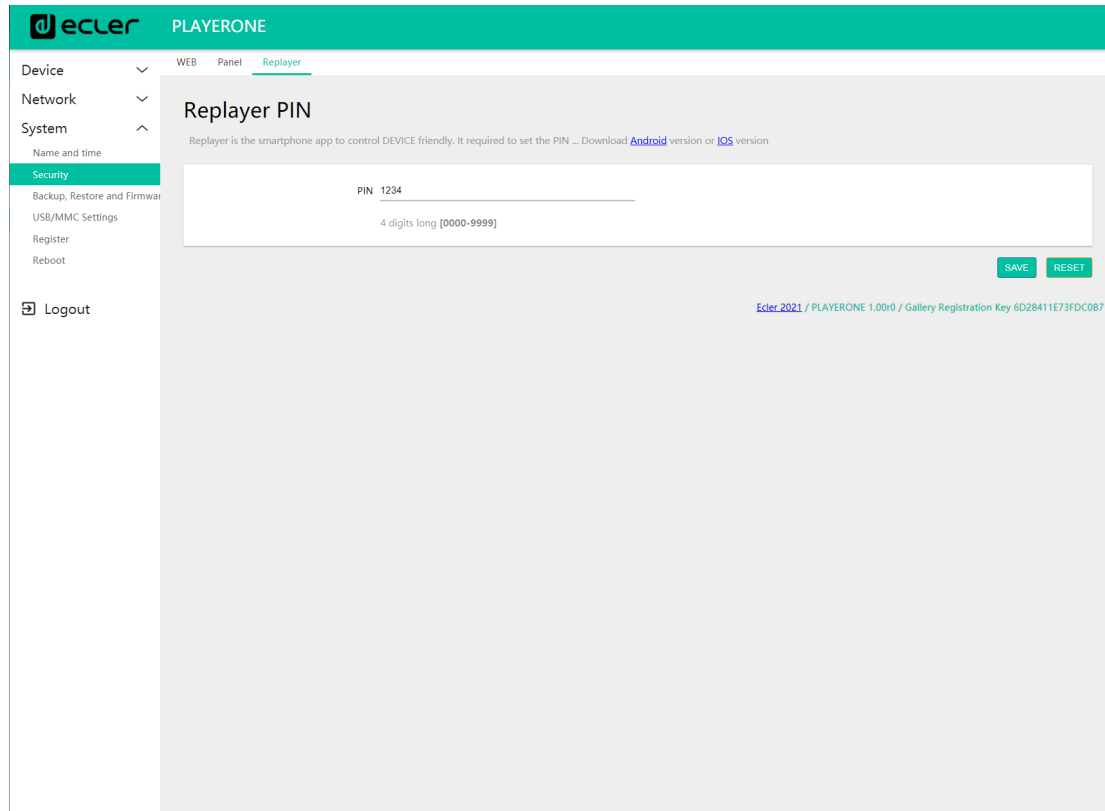 ecler PLAYERONE
Device
Network
System
Name and time
Security
Backup, Restore and Firmwar
USB/MMC Settings
Register
Reboot
Logout
WEB Panel Replayer
Replayer PIN
Replayer is the smartphone app to control DEVICE friendly. It required to set the PIN ... Download Android version or IOS version
PIN 1234
4 digits long [0000-9999]
SAVE RESET
Ecler 2021 / PLAYERONE 1.00r0 / Gallery Registration Key 6D28411E73FDC0B7